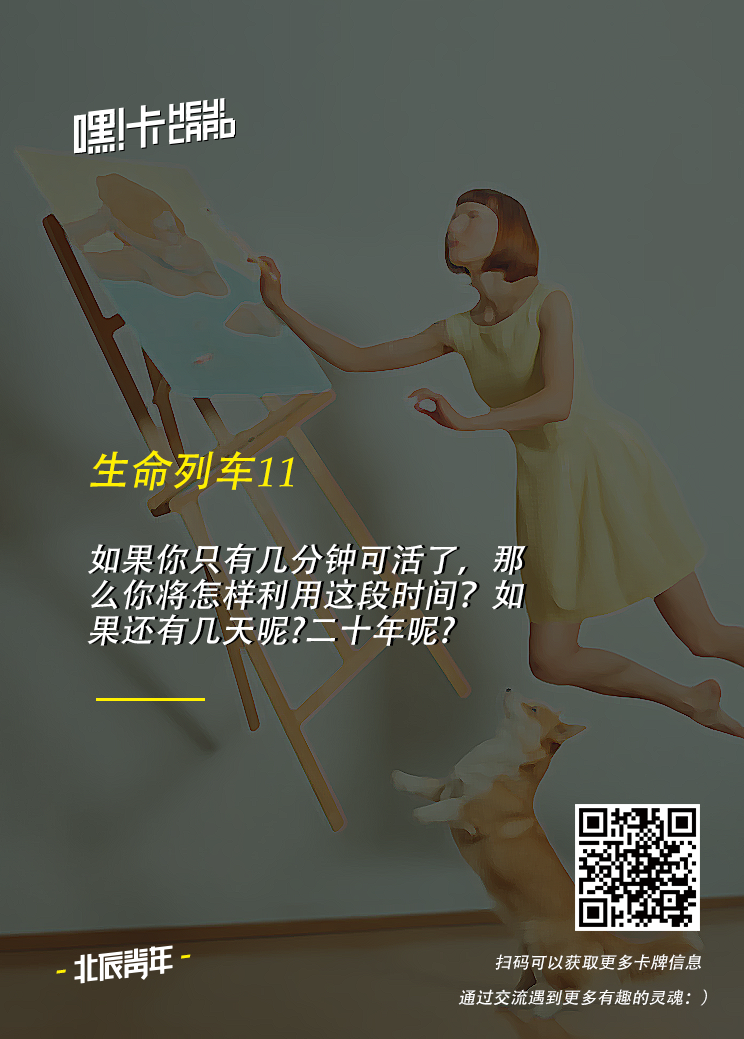 嘿!卡 HEY! CARD
生命列车11
如果你只有几分钟可活了,那
么你将怎样利用这段时间?如
果还有几天呢?二十年呢?
北辰青年
扫码可以获取更多卡牌信息
通过交流遇到更多有趣的灵魂:)